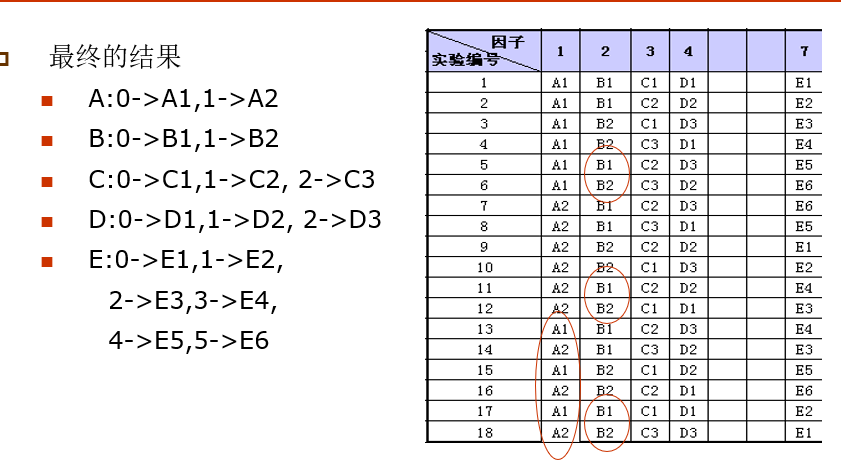 最终的结果
A:0->A1,1->A2
B:0->B1,1->B2
C:0->C1,1->C2, 2->C3
D:0->D1,1->D2, 2->D3
E:0->E1,1->E2,
2->E3,3->E4,
4->E5,5->E6
因子
实验编号 1 2 3 4 7
1 A1 B1 C1 D1 E1
2 A1 B1 C2 D2 E2
3 A1 B2 C1 D3 E3
4 A1 B2 C3 D1 E4
5 A1 B1 C2 D3 E5
6 A1 B2 C3 D2 E6
7 A2 B1 C2 D3 E6
8 A2 B1 C3 D1 E5
9 A2 B2 C2 D2 E1
10 A2 B2 C1 D3 E2
11 A2 B1 C2 D2 E4
12 A2 B2 C1 D1 E3
13 A1 B1 C2 D3 E4
14 A2 B1 C3 D2 E3
15 A1 B2 C1 D2 E5
16 A2 B2 C2 D1 E6
17 A1 B1 C1 D1 E2
18 A2 B2 C3 D3 E1